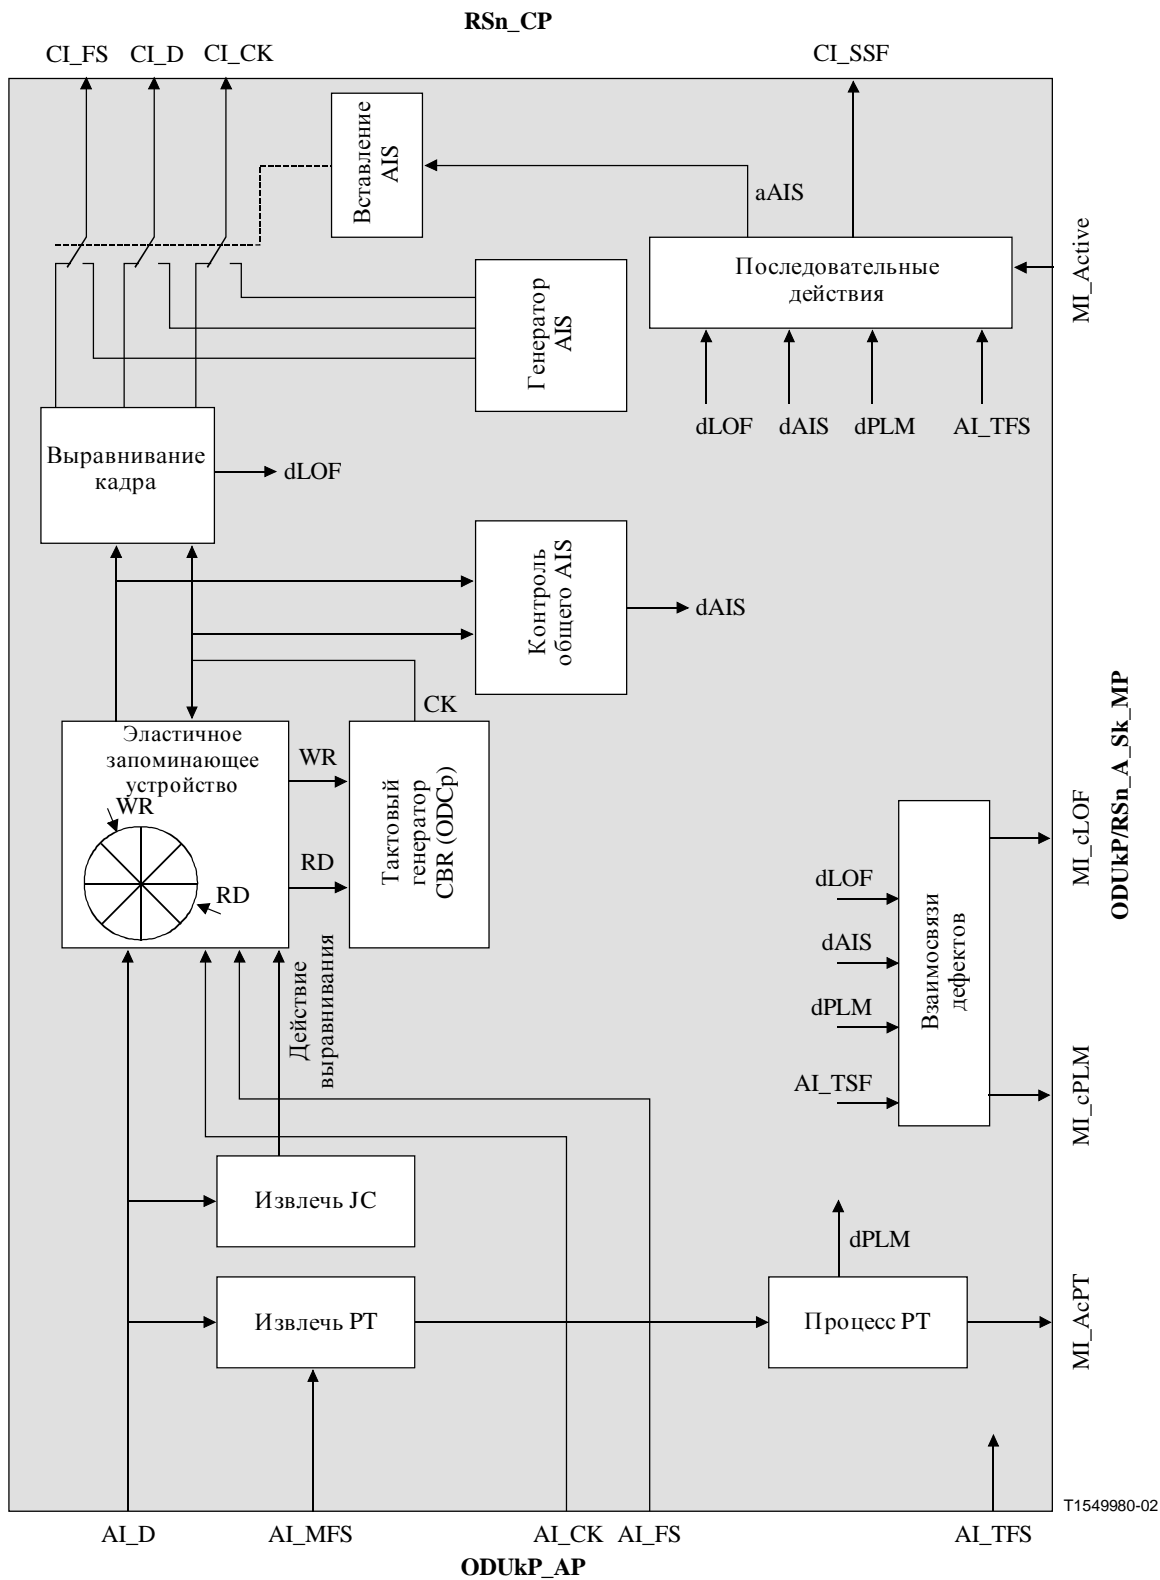 RSn_CP
CI_FS CI_D CI_CK CI_SSF
Вставление
AIS
aAIS
MI_Active
Последовательные
действия
Генератор
AIS
dLOF dAIS dPLM AI_TFS
Выравнивание
кадра
dLOF
Контроль
общего AIS
dAIS
CK
Эластичное
запоминающее
устройство
WR
RD
WR
RD
Тактовый
генератор
CBR (ODCp)
Действие
выравнивания
dLOF
dAIS
dPLM
AI_TSF
Взаимосвязи
дефектов
MI_cLOF
ODUkP/RSn_A_Sk_MP
MI_cPLM
Извлечь JC
dPLM
Извлечь PT
Процесс PT
MI_AcPT
T1549980-02
AI_D AI_MFS AI_CK AI_FS AI_TFS
ODUkP_AP